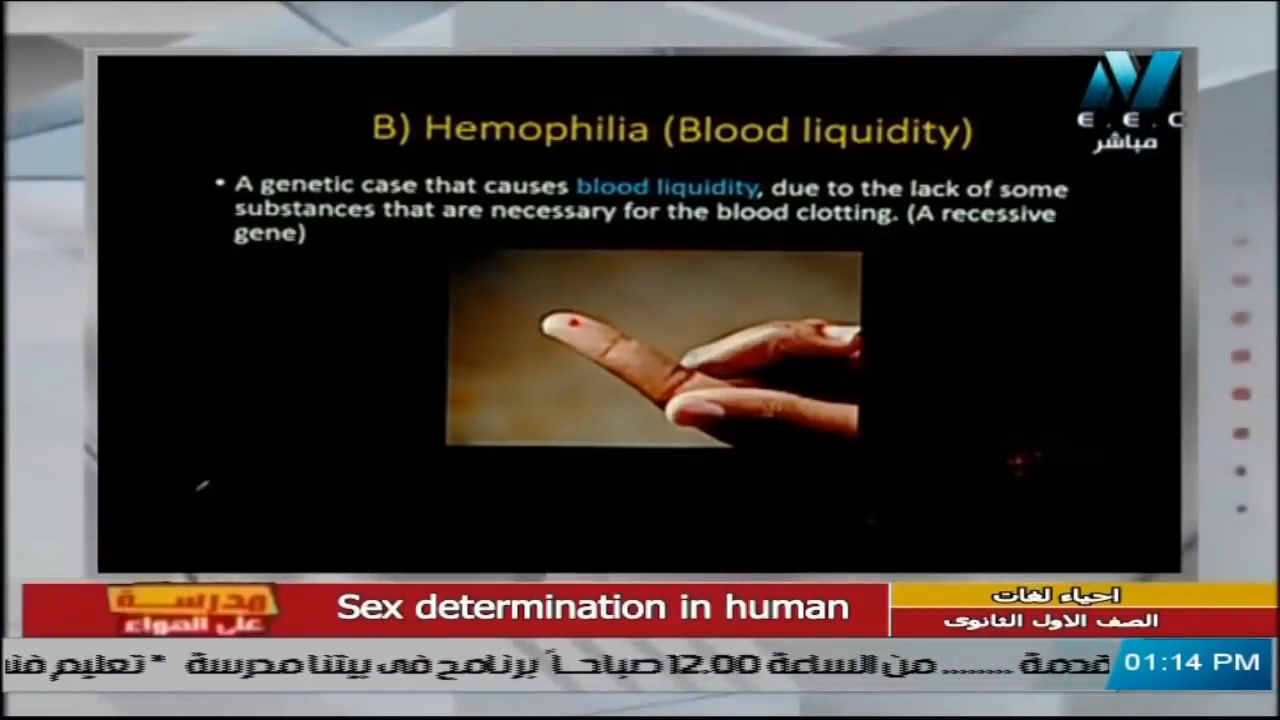 E . E . C
مباشر
B) Hemophilia (Blood liquidity)
• A genetic case that causes blood liquidity, due to the lack of some
substances that are necessary for the blood clotting. (A recessive
gene)
مدرسة
على الهواء
Sex determination in human
احياء لغات
الصف الاول الثانوى
قدمة ........ من الساعة 12.00 صباحاً برنامج فى بيتنا مدرسة * تعليم فنى
01:14 PM